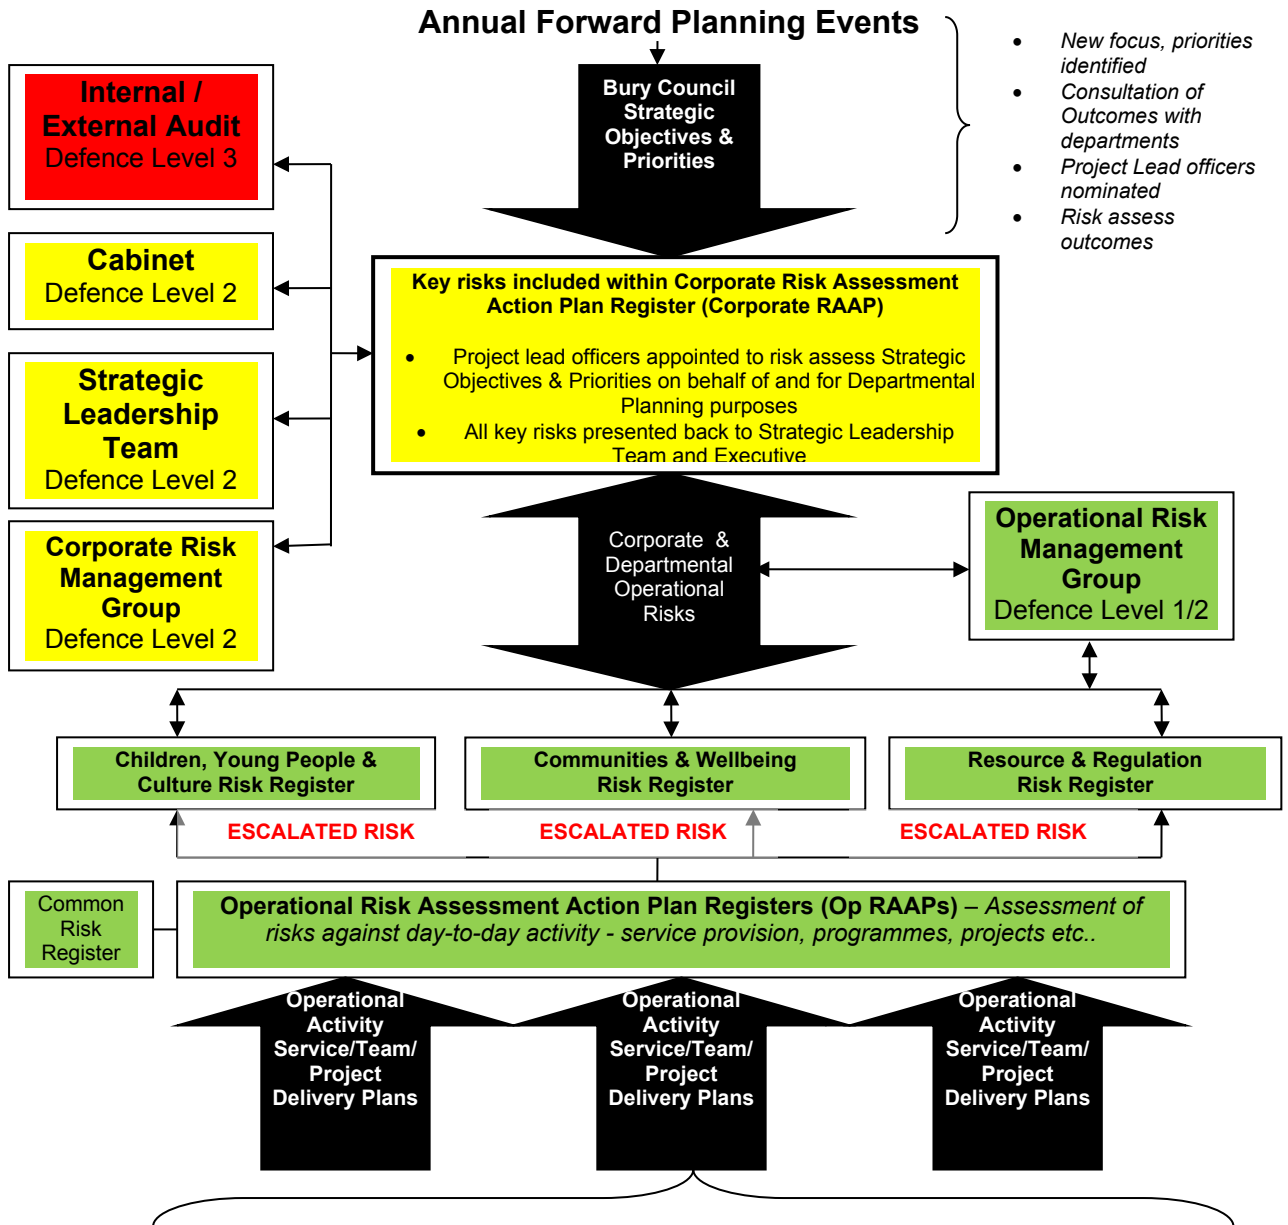 Annual Forward Planning Events
Bury Council
Strategic
Objectives &
Priorities
• New focus, priorities
identified
• Consultation of
Outcomes with
departments
• Project Lead officers
nominated
• Risk assess
outcomes
Internal /
External Audit
Defence Level 3
Cabinet
Defence Level 2
Strategic
Leadership
Team
Defence Level 2
Corporate Risk
Management
Group
Defence Level 2
Key risks included within Corporate Risk Assessment
Action Plan Register (Corporate RAAP)
• Project lead officers appointed to risk assess Strategic
Objectives & Priorities on behalf of and for Departmental
Planning purposes
• All key risks presented back to Strategic Leadership
Team and Executive
Corporate &
Departmental
Operational
Risks
Operational Risk
Management
Group
Defence Level 1/2
Children, Young People &
Culture Risk Register
Communities & Wellbeing
Risk Register
Resource & Regulation
Risk Register
ESCALATED RISK
ESCALATED RISK
ESCALATED RISK
Common
Risk
Register
Operational Risk Assessment Action Plan Registers (Op RAAPs) – Assessment of
risks against day-to-day activity - service provision, programmes, projects etc..
Operational
Activity
Service/Team/
Project
Delivery Plans
Operational
Activity
Service/Team/
Project
Delivery Plans
Operational
Activity
Service/Team/
Project
Delivery Plans